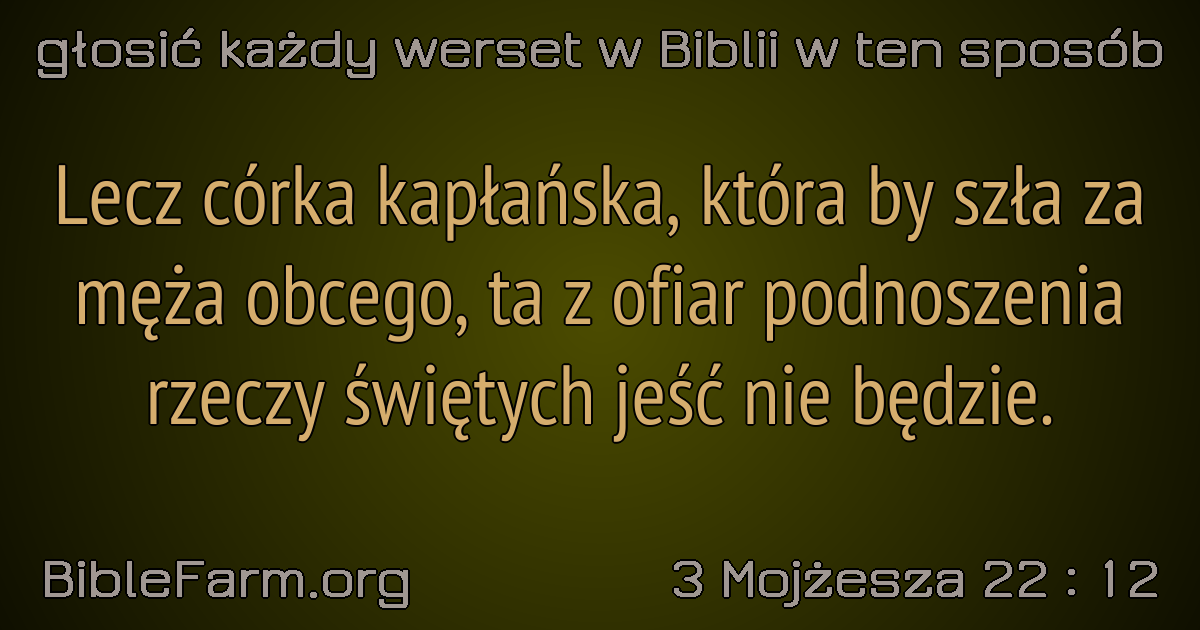 głosić każdy werset w Biblii w ten sposób
Lecz córka kapłańska, która by szła za
męża obcego, ta z ofiar podnoszenia
rzeczy świętych jeść nie będzie.
BibleFarm.org
3 Mojżesza 22 : 12